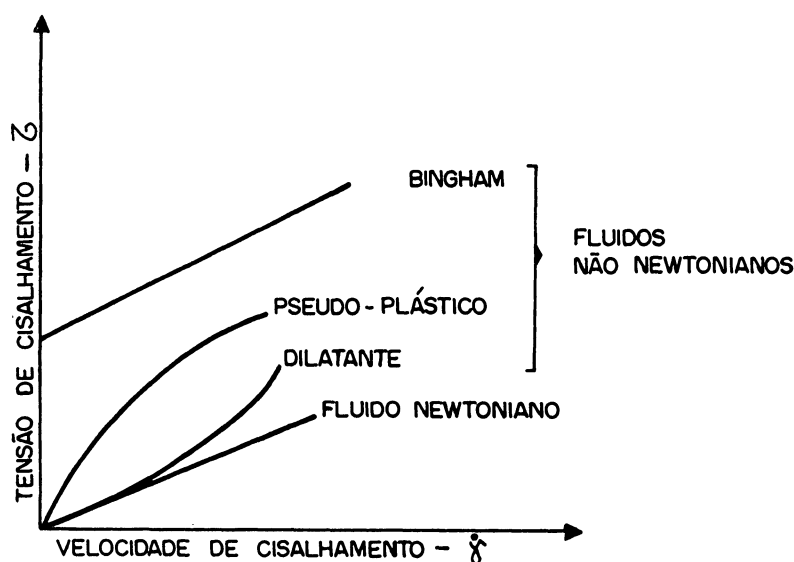 TENSÃO DE CISALHAMENTO - τ
BINGHAM
FLUIDOS
NÃO NEWTONIANOS
PSEUDO-PLÁSTICO
DILATANTE
FLUIDO NEWTONIANO
VELOCIDADE DE CISALHAMENTO - γ̇